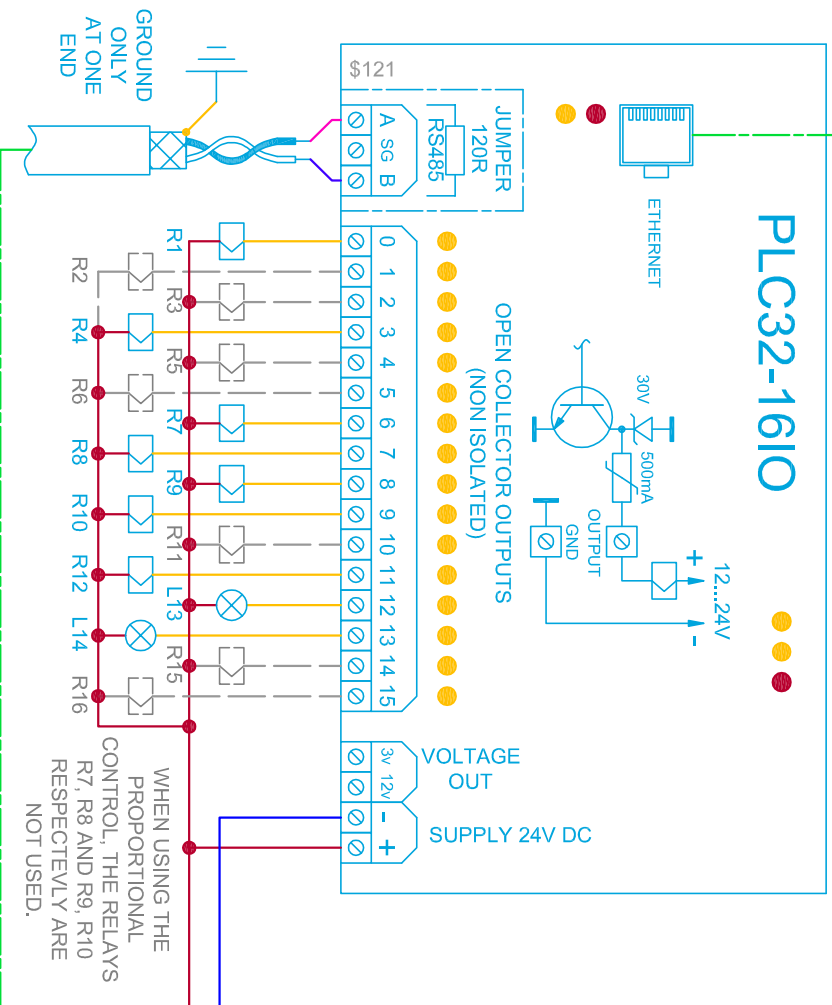 GROUND
ONLY
AT ONE
END
$121
JUMPER
120R
RS485
A
SG
B
ETHERNET
PLC32-16IO
OPEN COLLECTOR OUTPUTS
(NON ISOLATED)
30V
500mA
OUTPUT
GND
+
12...24V
-
0
1
2
3
4
5
6
7
8
9
10
11
12
13
14
15
R1
R2
R3
R4
R5
R6
R7
R8
R9
R10
R11
R12
L13
L14
R15
R16
3v
12v
-
+
VOLTAGE
OUT
SUPPLY 24V DC
WHEN USING THE
PROPORTIONAL
CONTROL, THE RELAYS
R7, R8 AND R9, R10
RESPECTEVLY ARE
NOT USED.